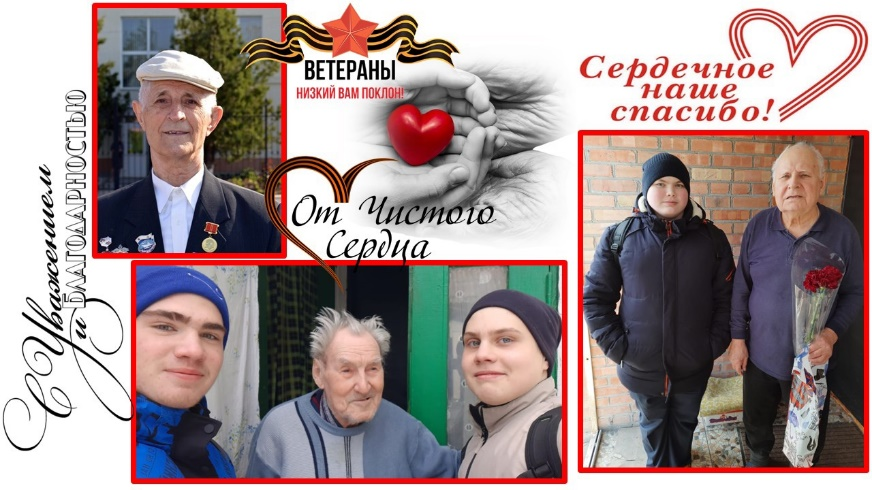 ВЕТЕРАНЫ
НИЗКИЙ ВАМ ПОКЛОН!
Сердечное
наше
спасибо!
От Чистого
Сердца
С Уважением
и Благодарностью